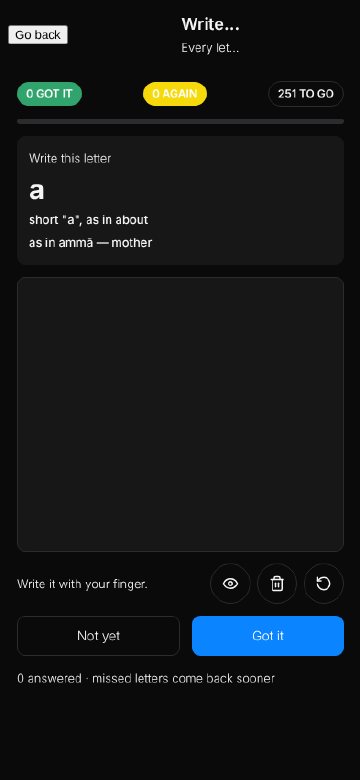 Go back
Write...
Every let...
0 GOT IT
0 AGAIN
251 TO GO
Write this letter
a
short "a", as in about
as in ammā — mother
Write it with your finger.
Not yet
Got it
0 answered · missed letters come back sooner